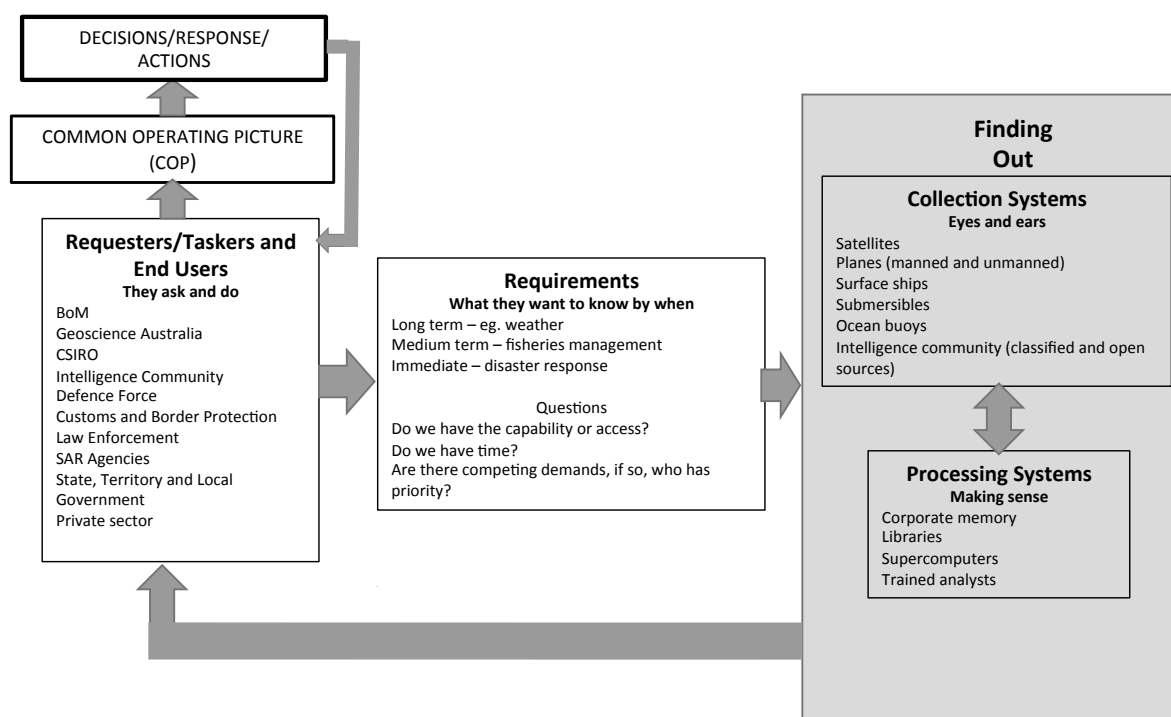 DECISIONS/RESPONSE/
ACTIONS
COMMON OPERATING PICTURE
(COP)
Requesters/Taskers and
End Users
They ask and do
BoM
Geoscience Australia
CSIRO
Intelligence Community
Defence Force
Customs and Border Protection
Law Enforcement
SAR Agencies
State, Territory and Local
Government
Private sector
Requirements
What they want to know by when
Long term – eg. weather
Medium term – fisheries management
Immediate – disaster response
Questions
Do we have the capability or access?
Do we have time?
Are there competing demands, if so, who has
priority?
Finding
Out
Collection Systems
Eyes and ears
Satellites
Planes (manned and unmanned)
Surface ships
Submersibles
Ocean buoys
Intelligence community (classified and open
sources)
Processing Systems
Making sense
Corporate memory
Libraries
Supercomputers
Trained analysts